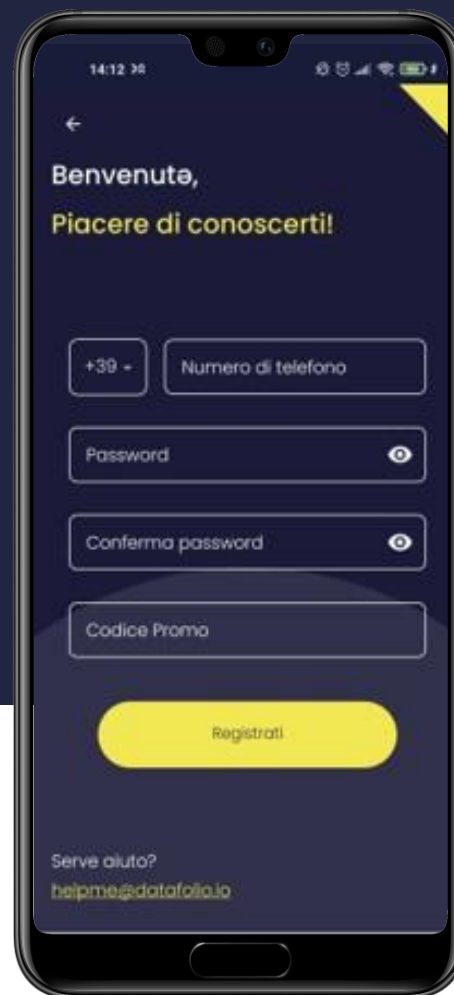 14:12
Benvenutə,
Piacere di conoscerti!
+39
Numero di telefono
Password
Conferma password
Codice Promo
Registrati
Serve aiuto?
helpme@datafolio.io